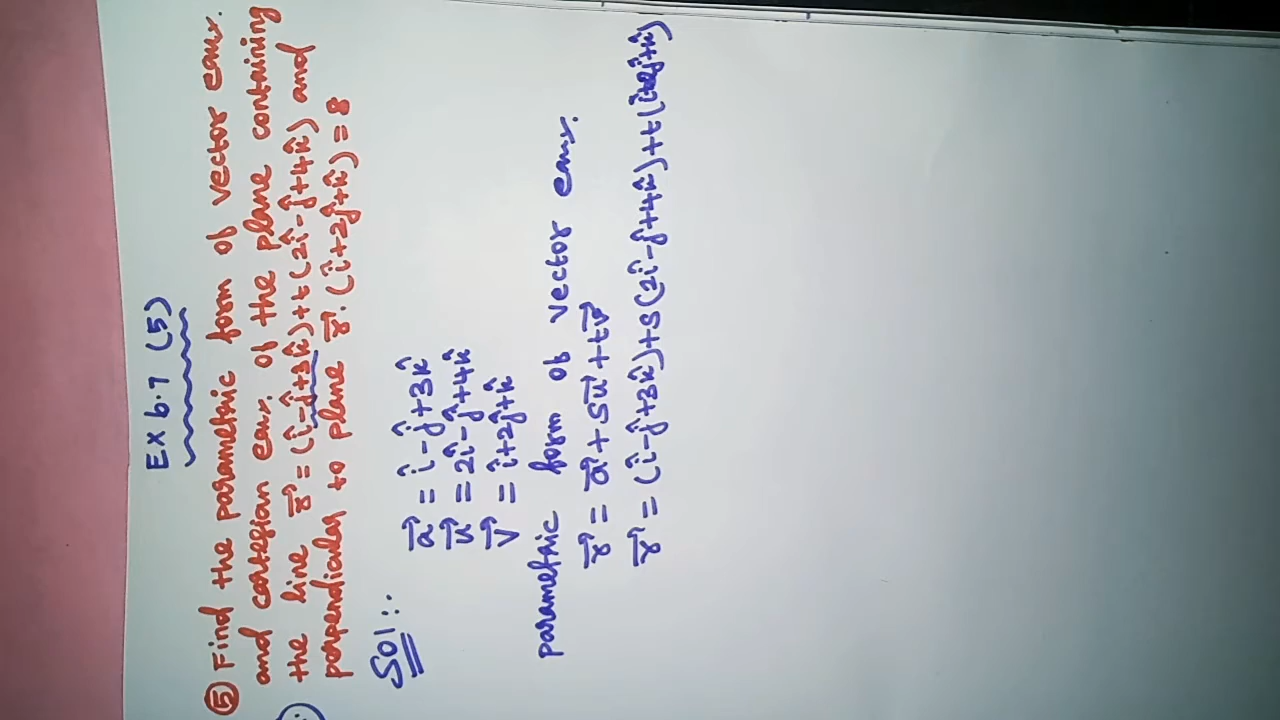 EX 6.7 (5)
⑤ Find the parametric form of vector eqn.
and cartesian eqn. of the plane containing
the line r⃗ = (î-ĵ+3k̂)+t(2î-ĵ+4k̂) and
perpendicular to plane r⃗.(î+2ĵ+k̂)=8
Sol:
a⃗ = î-ĵ+3k̂
u⃗ = 2î-ĵ+4k̂
v⃗ = î+2ĵ+k̂
parametric form of vector eqn.
r⃗ = a⃗+su⃗+tv⃗
r⃗ = (î-ĵ+3k̂)+s(2î-ĵ+4k̂)+t(î+2ĵ+k̂)